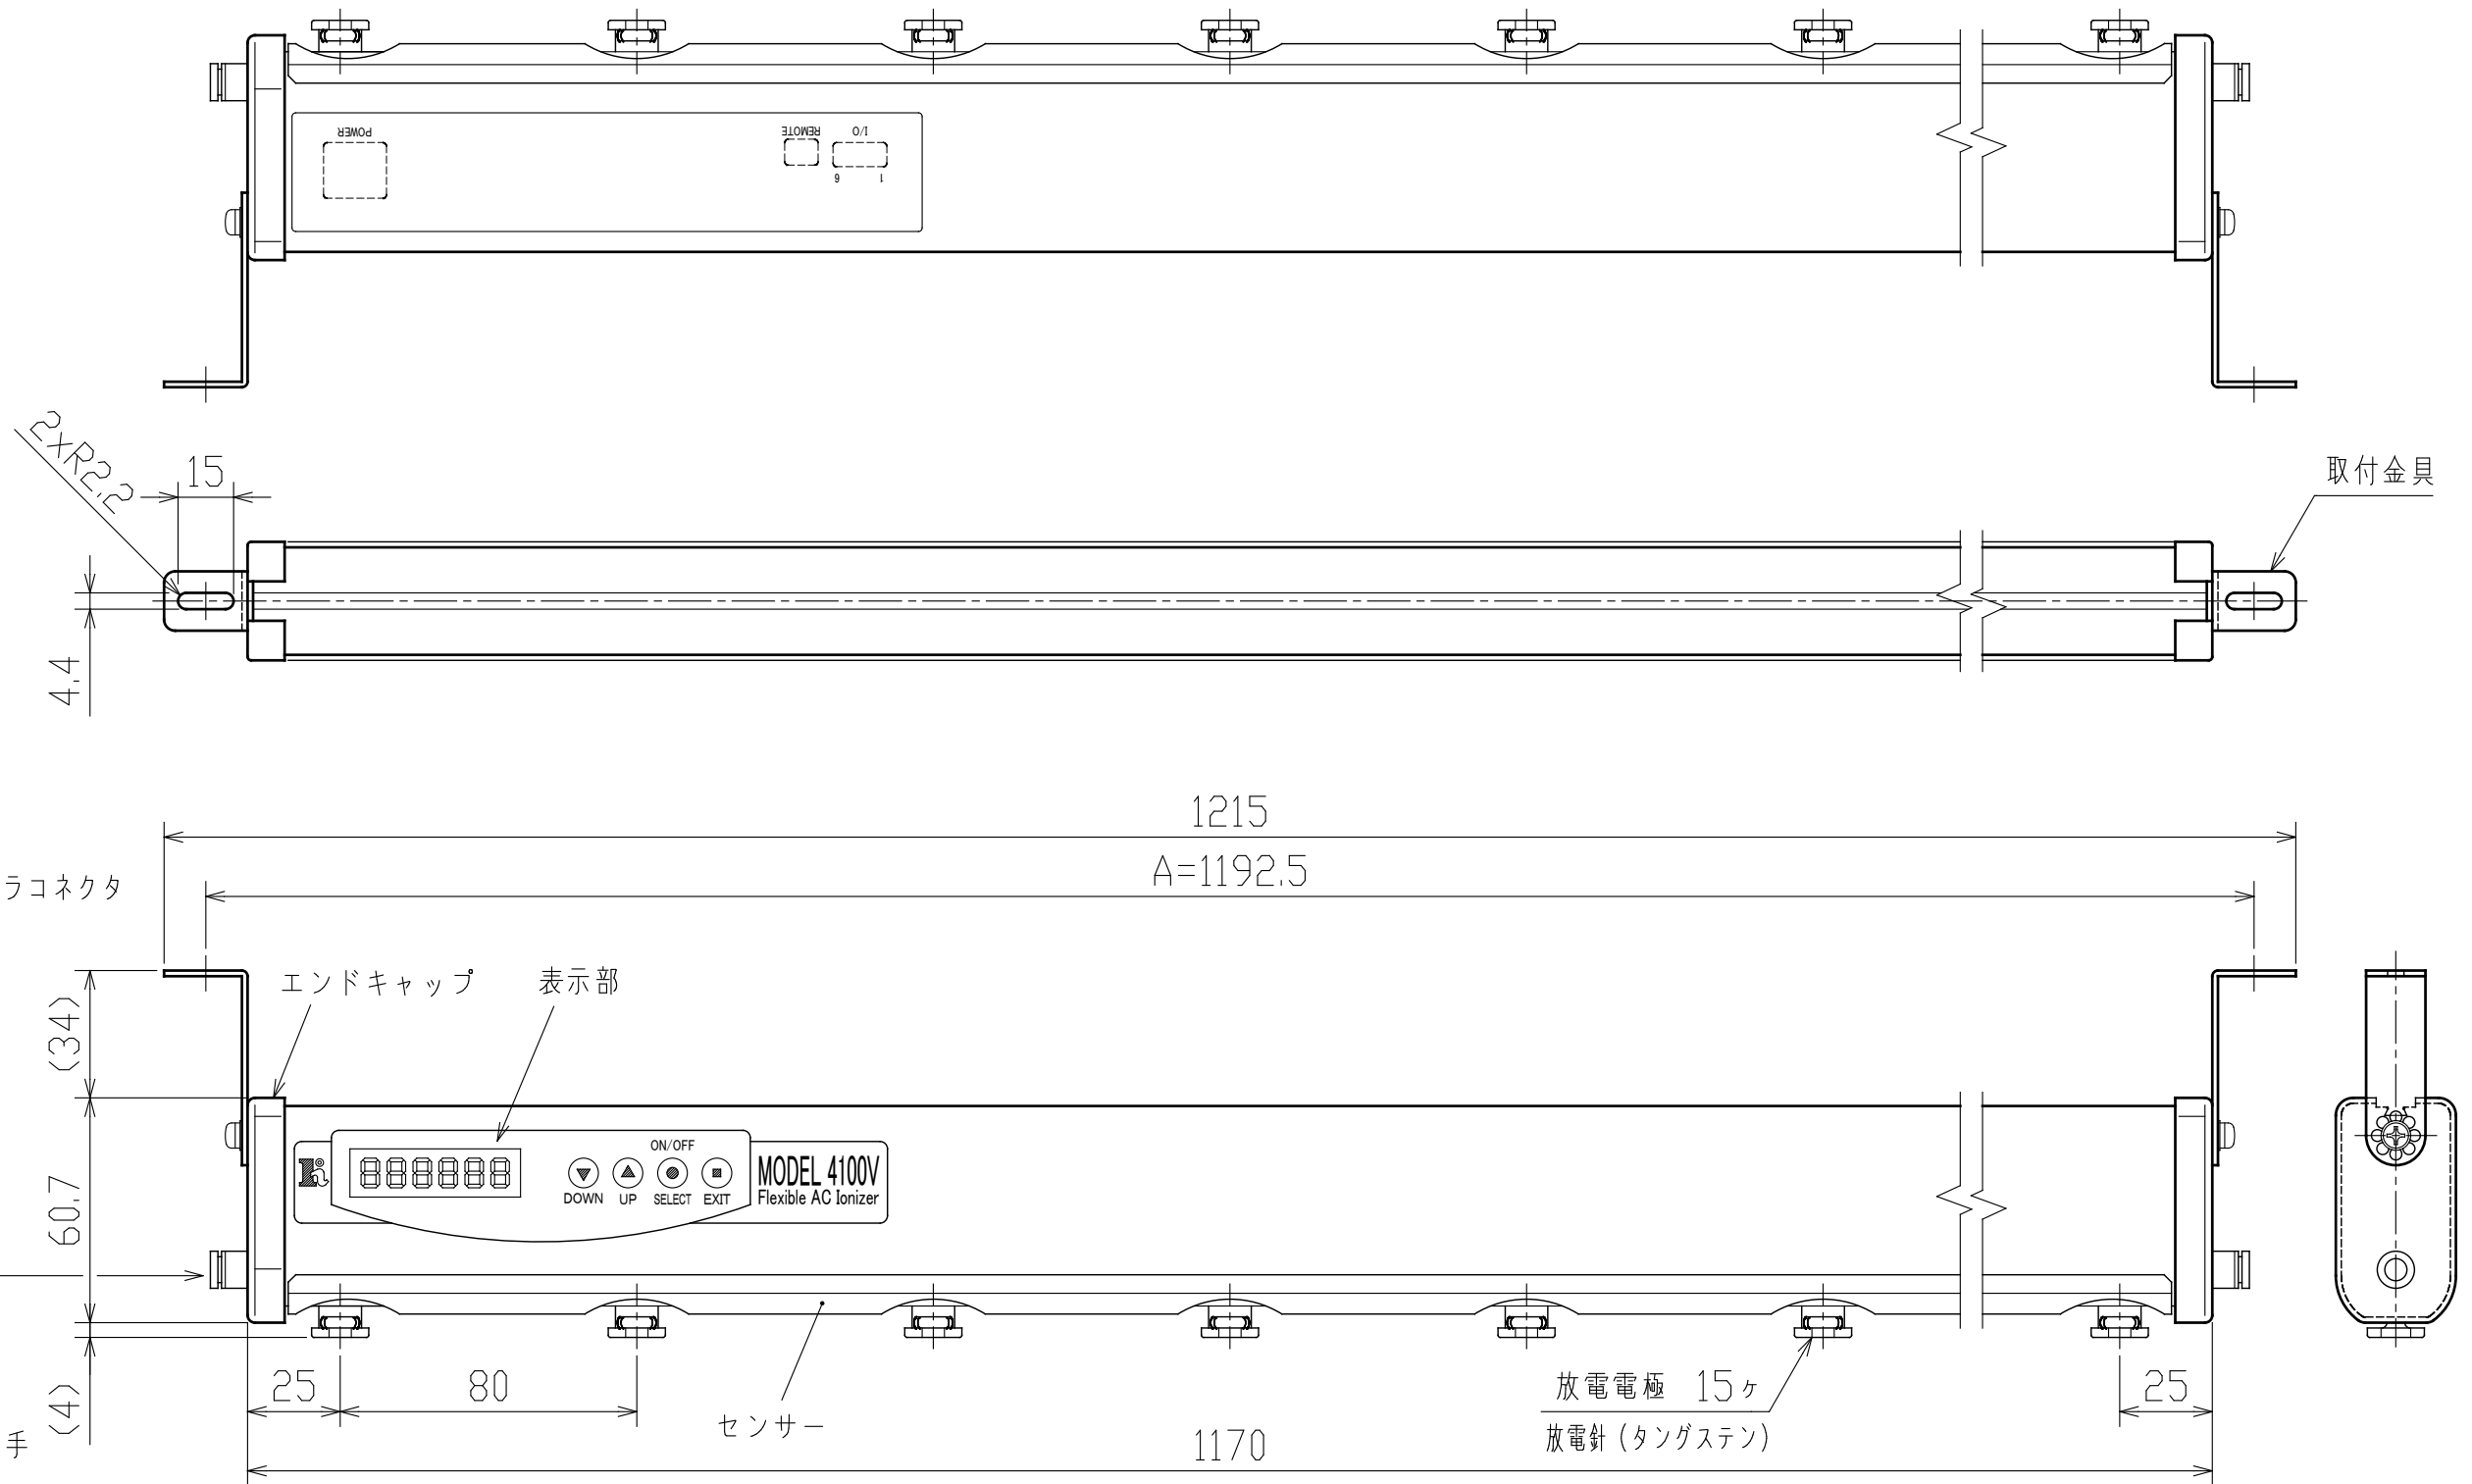 POWER
REMOTE
I/O
6
1
2xR2.2
15
取付金具
4.4
1215
A=1192.5
ラコネクタ
エンドキャップ
表示部
(34)
ON/OFF
888888
MODEL 4100V
Flexible AC Ionizer
DOWN
UP
SELECT
EXIT
60.7
25
80
放電電極 15ヶ
25
(4)
センサー
放電針(タングステン)
手
1170